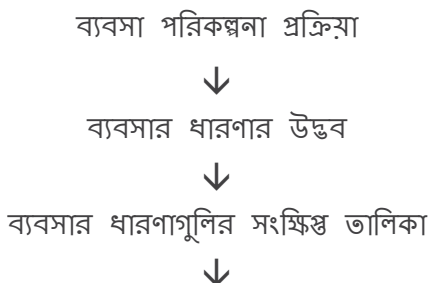 ব্যবসা পরিকল্পনা প্রক্রিয়া
↓
ব্যবসার ধারণার উদ্ভব
↓
ব্যবসার ধারণাগুলির সংক্ষিপ্ত তালিকা
↓